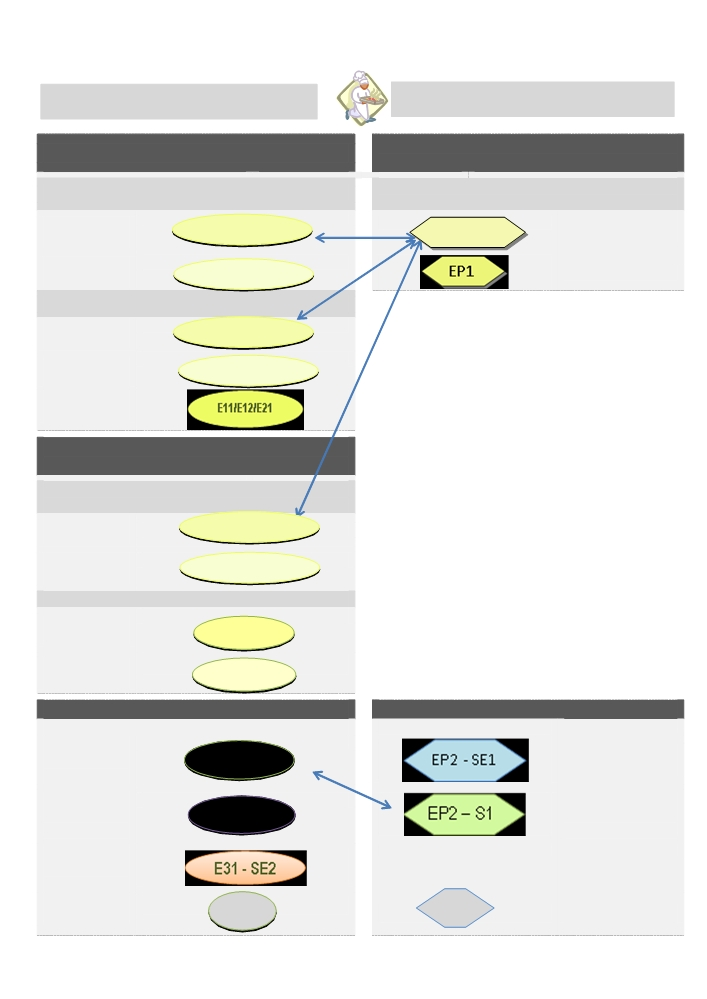 EP1
E11/E12/E21
EP2 - SE1
EP2 – S1
E31 - SE2